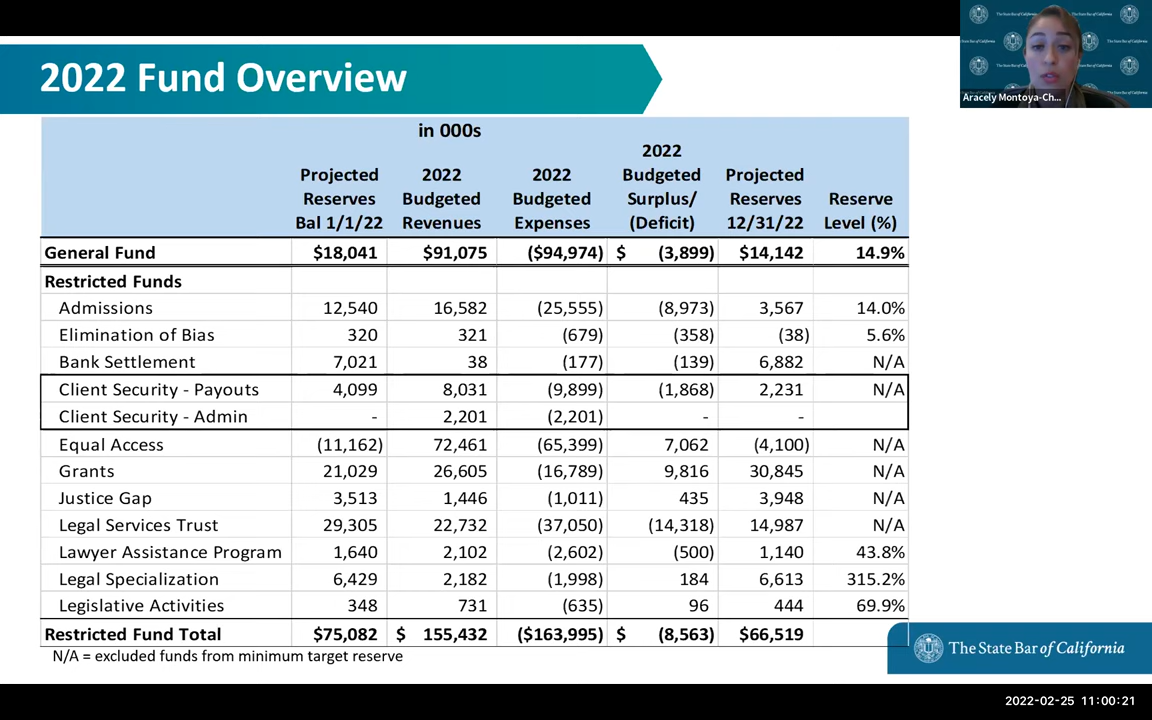 The State Bar of California
Aracely Montoya-Ch...
2022 Fund Overview
in 000s
Projected Reserves Bal 1/1/22 2022 Budgeted Revenues 2022 Budgeted Expenses 2022 Budgeted Surplus/ (Deficit) Projected Reserves 12/31/22 Reserve Level (%)
General Fund $18,041 $91,075 ($94,974) $ (3,899) $14,142 14.9%
Restricted Funds
Admissions 12,540 16,582 (25,555) (8,973) 3,567 14.0%
Elimination of Bias 320 321 (679) (358) (38) 5.6%
Bank Settlement 7,021 38 (177) (139) 6,882 N/A
Client Security - Payouts 4,099 8,031 (9,899) (1,868) 2,231 N/A
Client Security - Admin - 2,201 (2,201) - -
Equal Access (11,162) 72,461 (65,399) 7,062 (4,100) N/A
Grants 21,029 26,605 (16,789) 9,816 30,845 N/A
Justice Gap 3,513 1,446 (1,011) 435 3,948 N/A
Legal Services Trust 29,305 22,732 (37,050) (14,318) 14,987 N/A
Lawyer Assistance Program 1,640 2,102 (2,602) (500) 1,140 43.8%
Legal Specialization 6,429 2,182 (1,998) 184 6,613 315.2%
Legislative Activities 348 731 (635) 96 444 69.9%
Restricted Fund Total $75,082 $ 155,432 ($163,995) $ (8,563) $66,519
N/A = excluded funds from minimum target reserve
The State Bar of California
2022-02-25 11:00:21